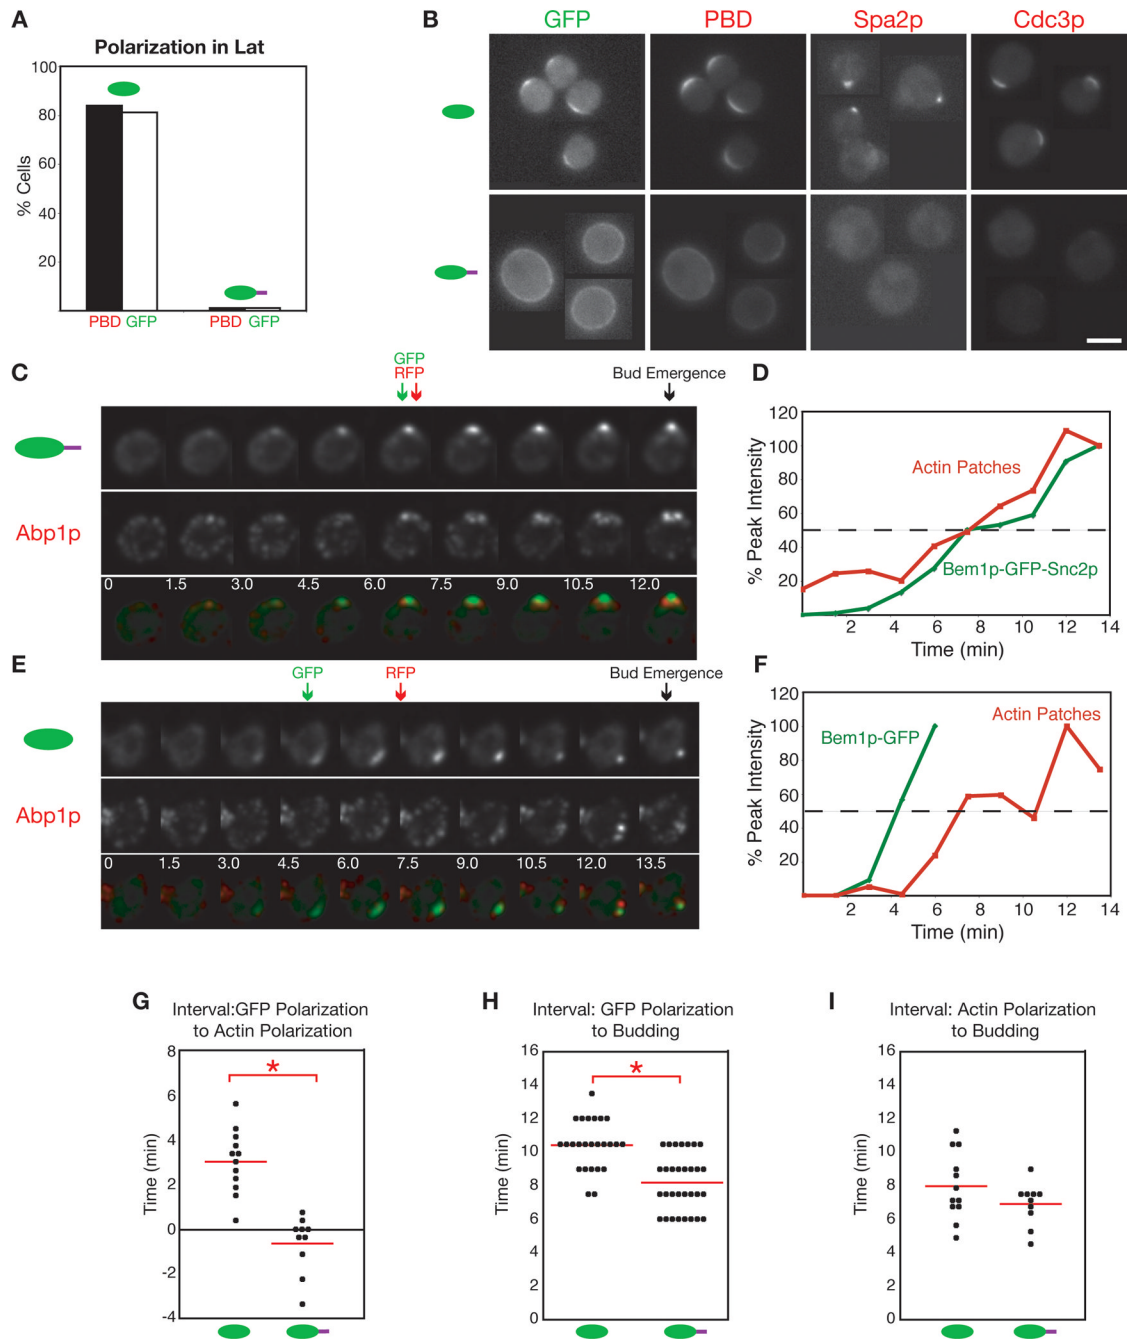 A
Polarization in Lat
% Cells
100
80
60
40
20
PBD GFP
PBD GFP
B
GFP
PBD
Spa2p
Cdc3p
C
GFP
RFP
Bud Emergence
Abp1p
0 1.5 3.0 4.5 6.0 7.5 9.0 10.5 12.0
D
% Peak Intensity
120
100
80
60
40
20
Actin Patches
Bem1p-GFP-Snc2p
2 4 6 8 10 12 14
Time (min)
E
GFP
RFP
Bud Emergence
Abp1p
0 1.5 3.0 4.5 6.0 7.5 9.0 10.5 12.0 13.5
F
% Peak Intensity
120
100
80
60
40
20
Bem1p-GFP
Actin Patches
2 4 6 8 10 12 14
Time (min)
G
Interval:GFP Polarization
to Actin Polarization
Time (min)
8
6
4
2
0
-2
-4
*
H
Interval: GFP Polarization
to Budding
Time (min)
16
14
12
10
8
6
4
2
0
*
I
Interval: Actin Polarization
to Budding
Time (min)
16
14
12
10
8
6
4
2
0